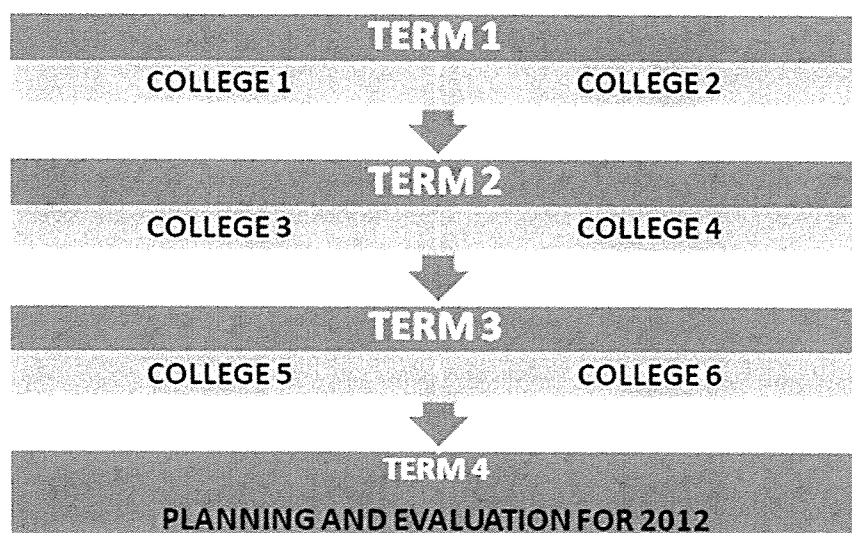 TERM 1
COLLEGE 1 COLLEGE 2
TERM 2
COLLEGE 3 COLLEGE 4
TERM 3
COLLEGE 5 COLLEGE 6
TERM 4
PLANNING AND EVALUATION FOR 2012